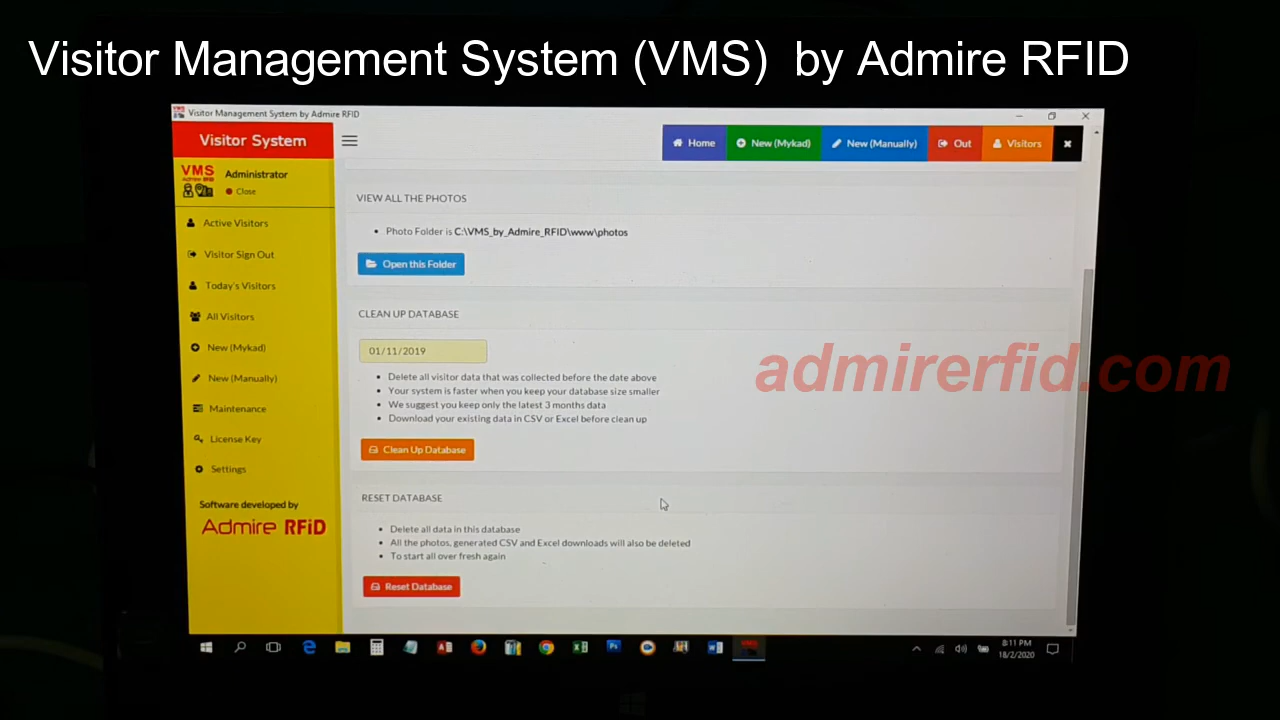 Visitor Management System (VMS)  by Admire RFID
Visitor Management System by Admire RFID
Visitor System
Home
New (Mykad)
New (Manually)
Out
Visitors
VMS
Admire RFID
Administrator
Close
Active Visitors
Visitor Sign Out
Today's Visitors
All Visitors
New (Mykad)
New (Manually)
Maintenance
License Key
Settings
Software developed by
Admire RFiD
VIEW ALL THE PHOTOS
Photo Folder is C:\VMS_by_Admire_RFID\www\photos
Open this Folder
CLEAN UP DATABASE
01/11/2019
Delete all visitor data that was collected before the date above
Your system is faster when you keep your database size smaller
We suggest you keep only the latest 3 months data
Download your existing data in CSV or Excel before clean up
Clean Up Database
RESET DATABASE
Delete all data in this database
All the photos, generated CSV and Excel downloads will also be deleted
To start all over fresh again
Reset Database
admirerfid.com
8:11 PM
18/2/2020